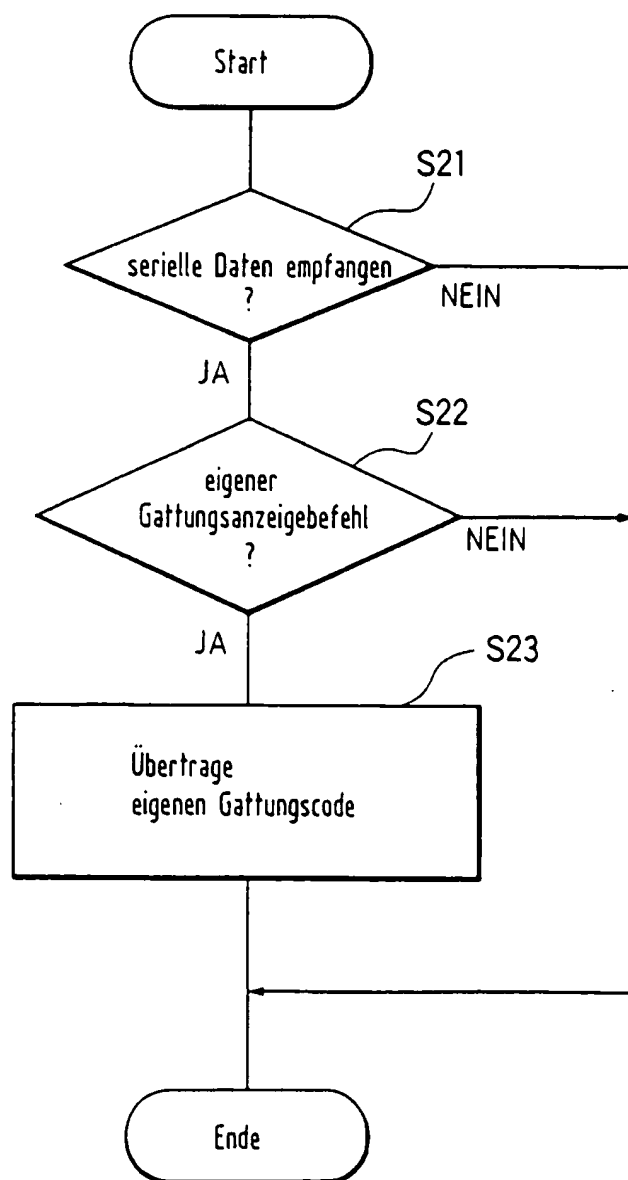 Start
S21
serielle Daten empfangen
?
NEIN
JA
S22
eigener
Gattungsanzeigebefehl
?
NEIN
JA
S23
Übertrage
eigenen Gattungscode
Ende